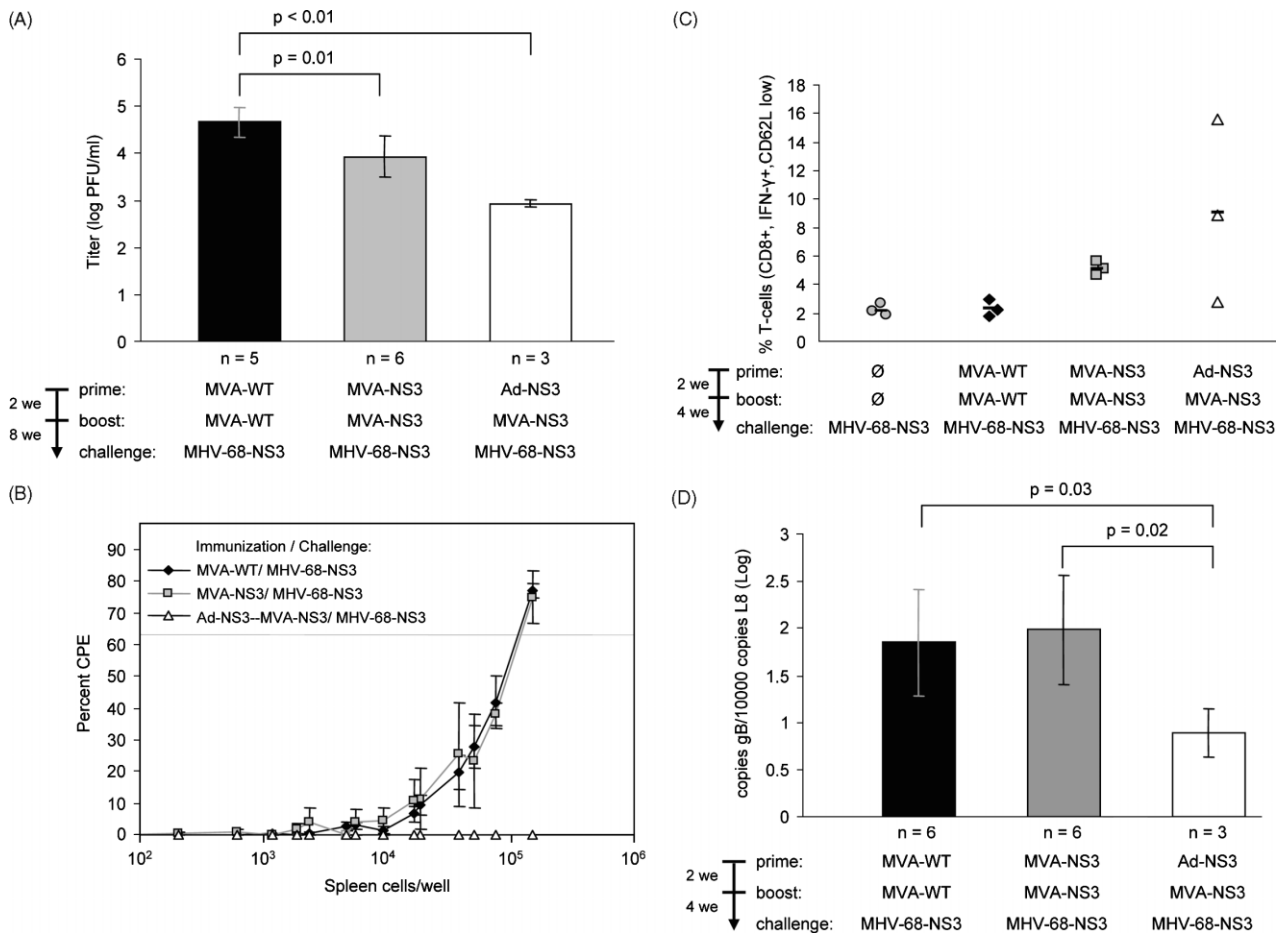 (A)
p < 0.01
p = 0.01
6
5
4
3
2
1
0
Titer (log PFU/ml)
n = 5 n = 6 n = 3
2 we
8 we
prime: MVA-WT MVA-NS3 Ad-NS3
boost: MVA-WT MVA-NS3 MVA-NS3
challenge: MHV-68-NS3 MHV-68-NS3 MHV-68-NS3
(B)
Immunization / Challenge:
MVA-WT/ MHV-68-NS3
MVA-NS3/ MHV-68-NS3
Ad-NS3--MVA-NS3/ MHV-68-NS3
90
80
70
60
50
40
30
20
10
0
Percent CPE
10² 10³ 10⁴ 10⁵ 10⁶
Spleen cells/well
(C)
18
16
14
12
10
8
6
4
2
0
% T-cells (CD8+, IFN-γ+,CD62L low)
2 we
4 we
prime: Ø MVA-WT MVA-NS3 Ad-NS3
boost: Ø MVA-WT MVA-NS3 MVA-NS3
challenge: MHV-68-NS3 MHV-68-NS3 MHV-68-NS3 MHV-68-NS3
(D)
p = 0.03
p = 0.02
3
2.5
2
1.5
1
0.5
0
copies gB/10000 copies L8 (Log)
n = 6 n = 6 n = 3
2 we
4 we
prime: MVA-WT MVA-NS3 Ad-NS3
boost: MVA-WT MVA-NS3 MVA-NS3
challenge: MHV-68-NS3 MHV-68-NS3 MHV-68-NS3